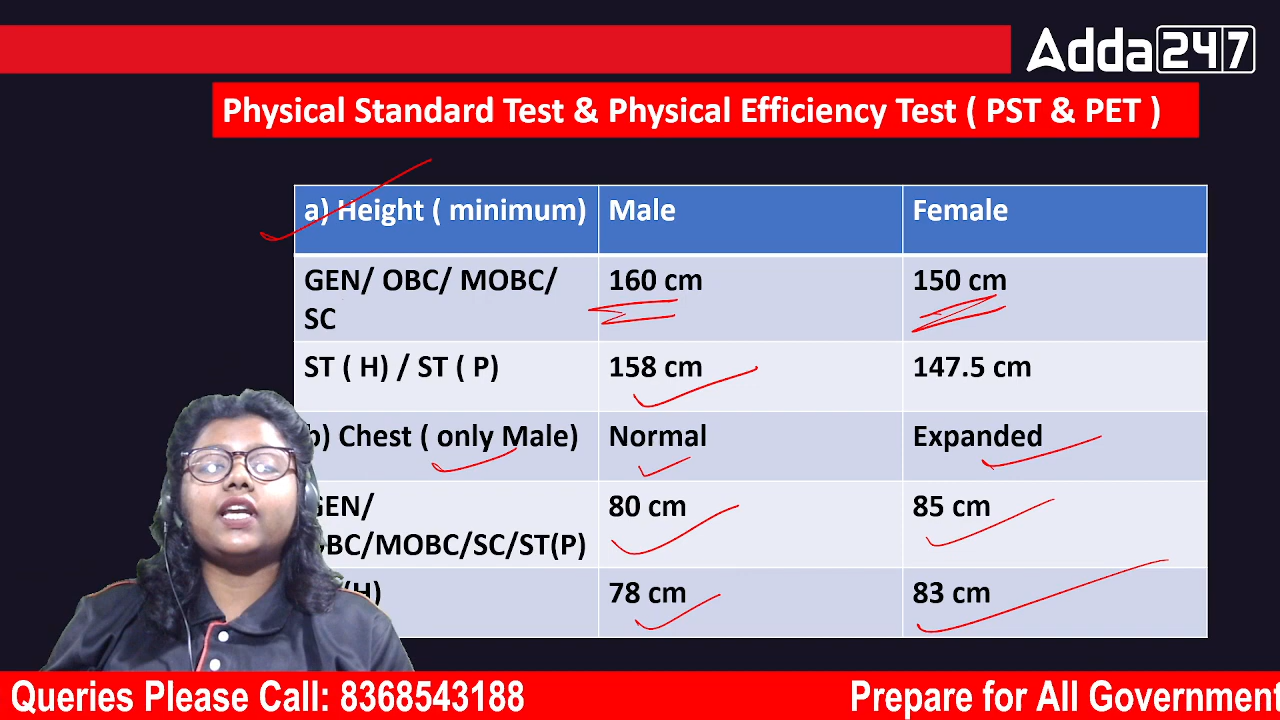 Adda247
Physical Standard Test & Physical Efficiency Test ( PST & PET )
a) Height ( minimum) Male Female
GEN/ OBC/ MOBC/ 160 cm 150 cm
SC
ST ( H) / ST ( P) 158 cm 147.5 cm
b) Chest ( only Male) Normal Expanded
GEN/ 80 cm 85 cm
OBC/MOBC/SC/ST(P)
(H) 78 cm 83 cm
Queries Please Call: 8368543188 Prepare for All Government